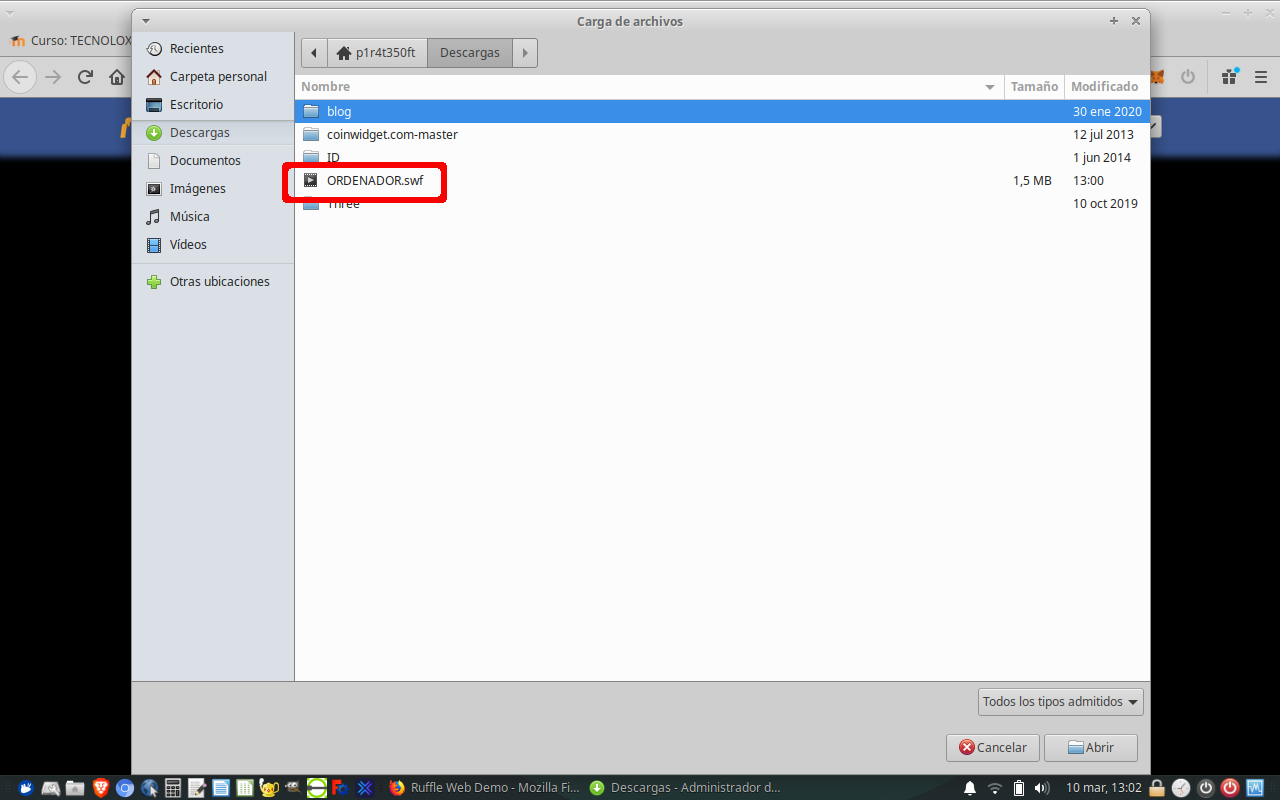 Carga de archivos
Curso: TECNOLOX
Recientes
Carpeta personal
Escritorio
Descargas
Documentos
Imágenes
Música
Vídeos
Otras ubicaciones
p1r4t350ft
Descargas
Nombre Tamaño Modificado
blog 30 ene 2020
coinwidget.com-master 12 jul 2013
ID 1 jun 2014
ORDENADOR.swf 1,5 MB 13:00
Three 10 oct 2019
Todos los tipos admitidos
Cancelar Abrir
Ruffle Web Demo - Mozilla Fi... Descargas - Administrador d... 10 mar, 13:02